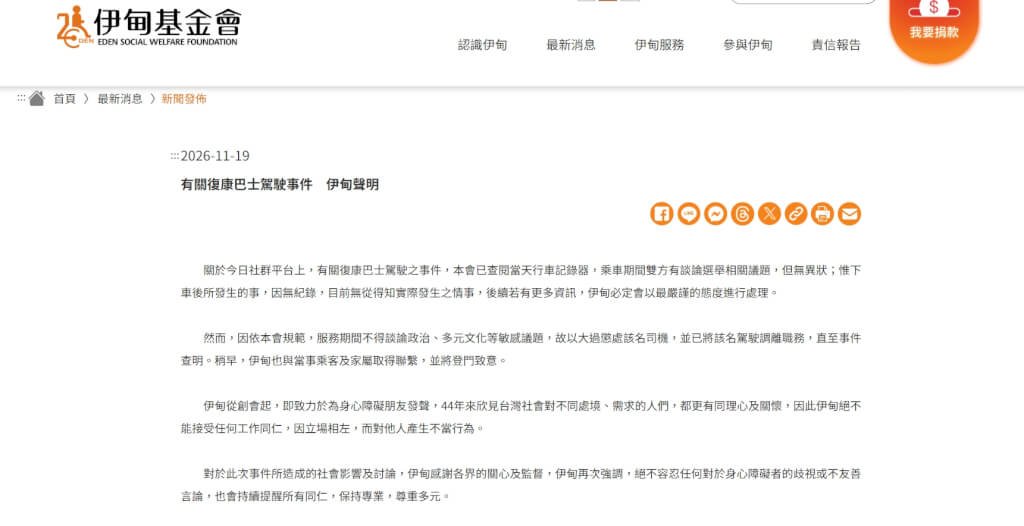 伊甸基金會
EDEN
EDEN SOCIAL WELFARE FOUNDATION
$
我要捐款
認識伊甸 最新消息 伊甸服務 參與伊甸 責信報告
::: 首頁 〉 最新消息 〉新聞發佈
:::2026-11-19
有關復康巴士駕駛事件 伊甸聲明
LINE
關於今日社群平台上,有關復康巴士駕駛之事件,本會已查閱當天行車記錄器,乘車期間雙方有談論選舉相關議題,但無異狀;惟下
車後所發生的事,因無紀錄,目前無從得知實際發生之情事,後續若有更多資訊,伊甸必定會以最嚴謹的態度進行處理。
然而,因依本會規範,服務期間不得談論政治、多元文化等敏感議題,故以大過懲處該名司機,並已將該名駕駛調離職務,直至事件
查明。稍早,伊甸也與當事乘客及家屬取得聯繫,並將登門致意。
伊甸從創會起,即致力於為身心障礙朋友發聲,44年來欣見台灣社會對不同處境、需求的人們,都更有同理心及關懷,因此伊甸絕不
能接受任何工作同仁,因立場相左,而對他人產生不當行為。
對於此次事件所造成的社會影響及討論,伊甸感謝各界的關心及監督,伊甸再次強調,絕不容忍任何對於身心障礙者的歧視或不友善
言論,也會持續提醒所有同仁,保持專業,尊重多元。